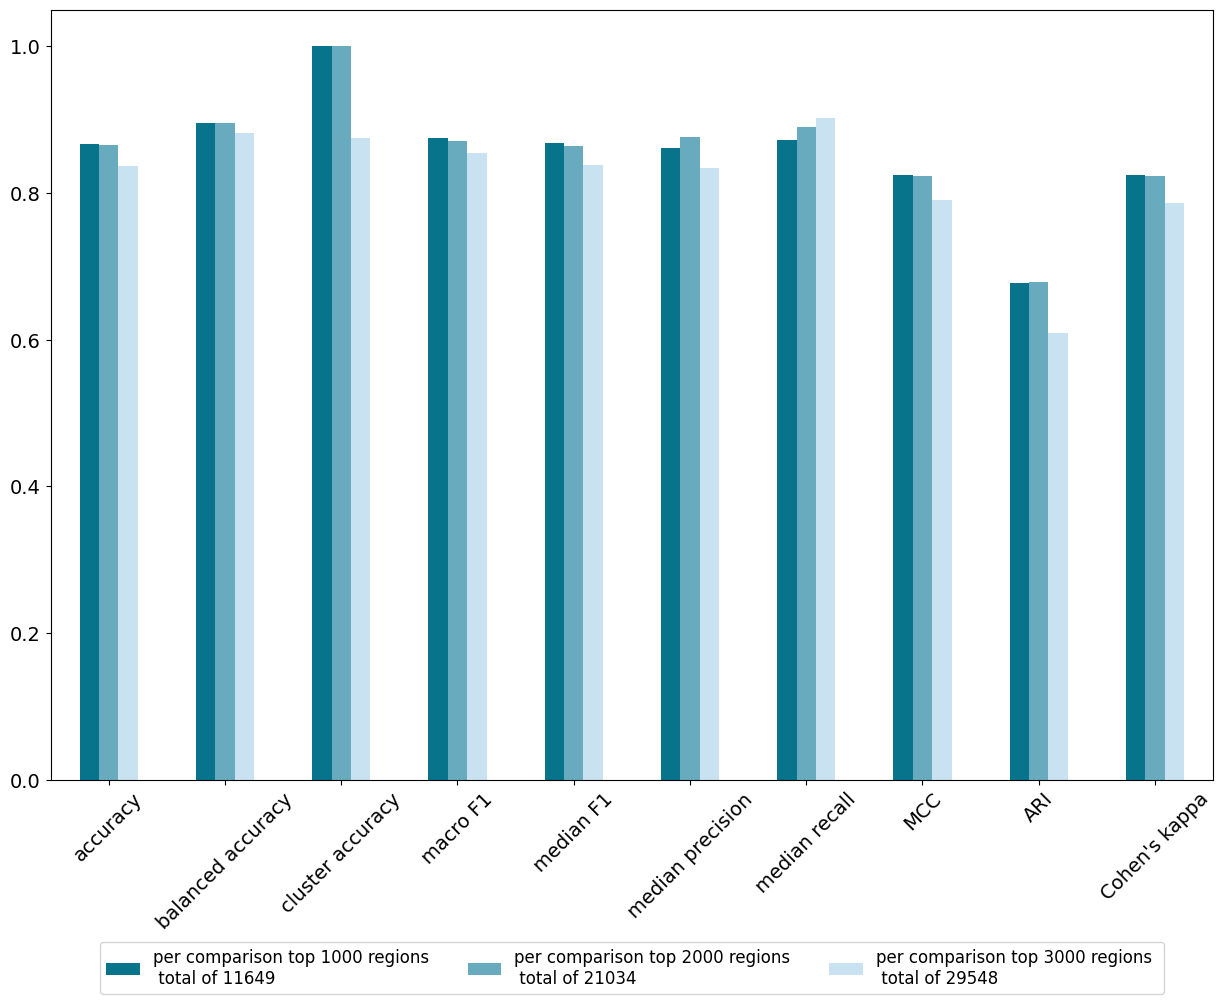 1.0
0.8
0.6
0.4
0.2
0.0
accuracy
balanced accuracy
cluster accuracy
macro F1
median F1
median precision
median recall
MCC
ARI
Cohen's kappa
per comparison top 1000 regions
total of 11649
per comparison top 2000 regions
total of 21034
per comparison top 3000 regions
total of 29548